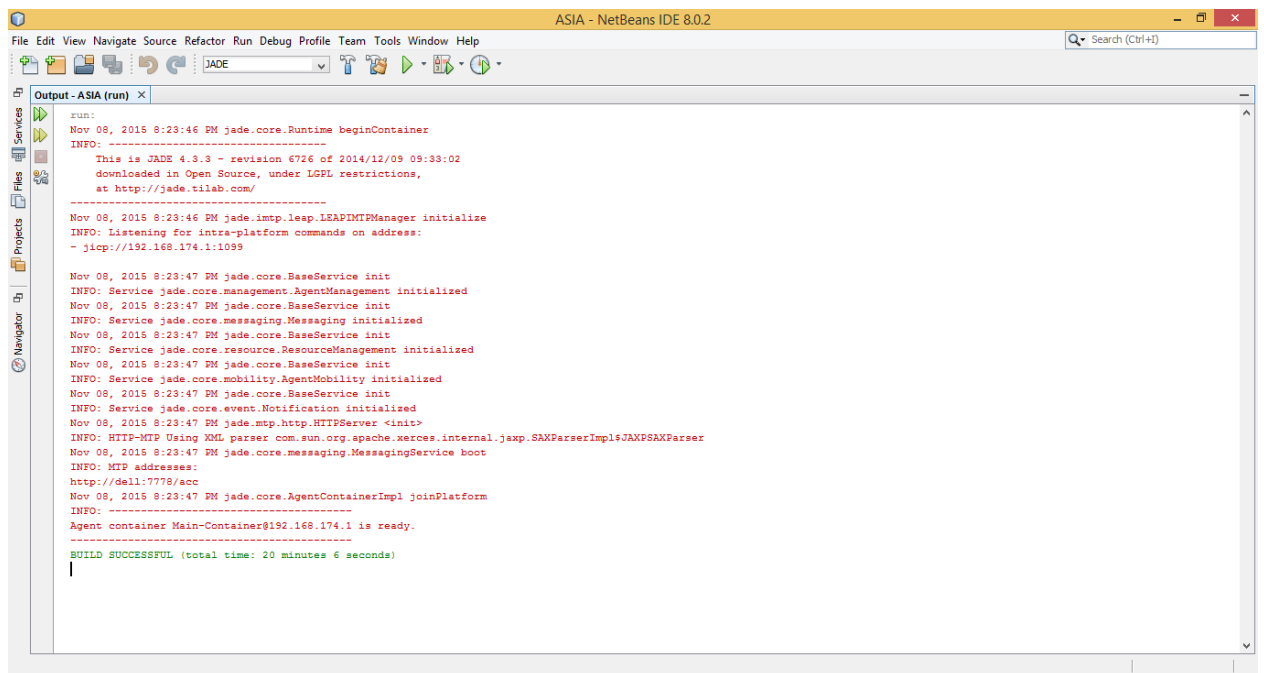 ASIA - NetBeans IDE 8.0.2
File Edit View Navigate Source Refactor Run Debug Profile Team Tools Window Help
Search (Ctrl+I)
JADE
Output - ASIA (run)
Services
Files
Projects
Navigator
run:
Nov 08, 2015 8:23:46 PM jade.core.Runtime beginContainer
INFO: ----------------------------------
This is JADE 4.3.3 - revision 6726 of 2014/12/09 09:33:02
downloaded in Open Source, under LGPL restrictions,
at http://jade.tilab.com/
----------------------------------------
Nov 08, 2015 8:23:46 PM jade.imtp.leap.LEAPIMTPManager initialize
INFO: Listening for intra-platform commands on address:
- jicp://192.168.174.1:1099
Nov 08, 2015 8:23:47 PM jade.core.BaseService init
INFO: Service jade.core.management.AgentManagement initialized
Nov 08, 2015 8:23:47 PM jade.core.BaseService init
INFO: Service jade.core.messaging.Messaging initialized
Nov 08, 2015 8:23:47 PM jade.core.BaseService init
INFO: Service jade.core.resource.ResourceManagement initialized
Nov 08, 2015 8:23:47 PM jade.core.BaseService init
INFO: Service jade.core.mobility.AgentMobility initialized
Nov 08, 2015 8:23:47 PM jade.core.BaseService init
INFO: Service jade.core.event.Notification initialized
Nov 08, 2015 8:23:47 PM jade.mtp.http.HTTPServer <init>
INFO: HTTP-MTP Using XML parser com.sun.org.apache.xerces.internal.jaxp.SAXParserImpl$JAXPSAXParser
Nov 08, 2015 8:23:47 PM jade.core.messaging.MessagingService boot
INFO: MTP addresses:
http://dell:7778/acc
Nov 08, 2015 8:23:47 PM jade.core.AgentContainerImpl joinPlatform
INFO: --------------------------------------
Agent container Main-Container@192.168.174.1 is ready.
--------------------------------------------
BUILD SUCCESSFUL (total time: 20 minutes 6 seconds)